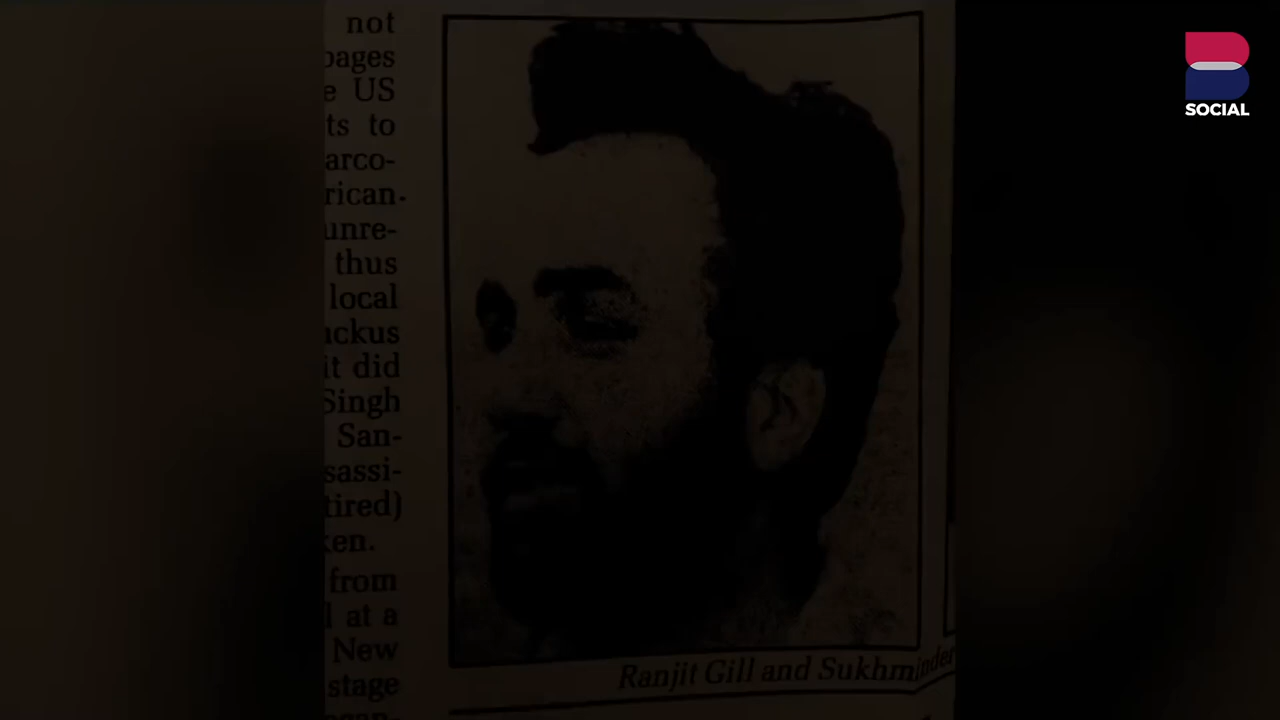 not
pages
e US
ts to
arco-
rican
unre-
thus
local
uckus
it did
Singh
San-
sassi-
tired)
ken.
from
l at a
New
stage
Ranjit Gill and Sukhminder
SOCIAL